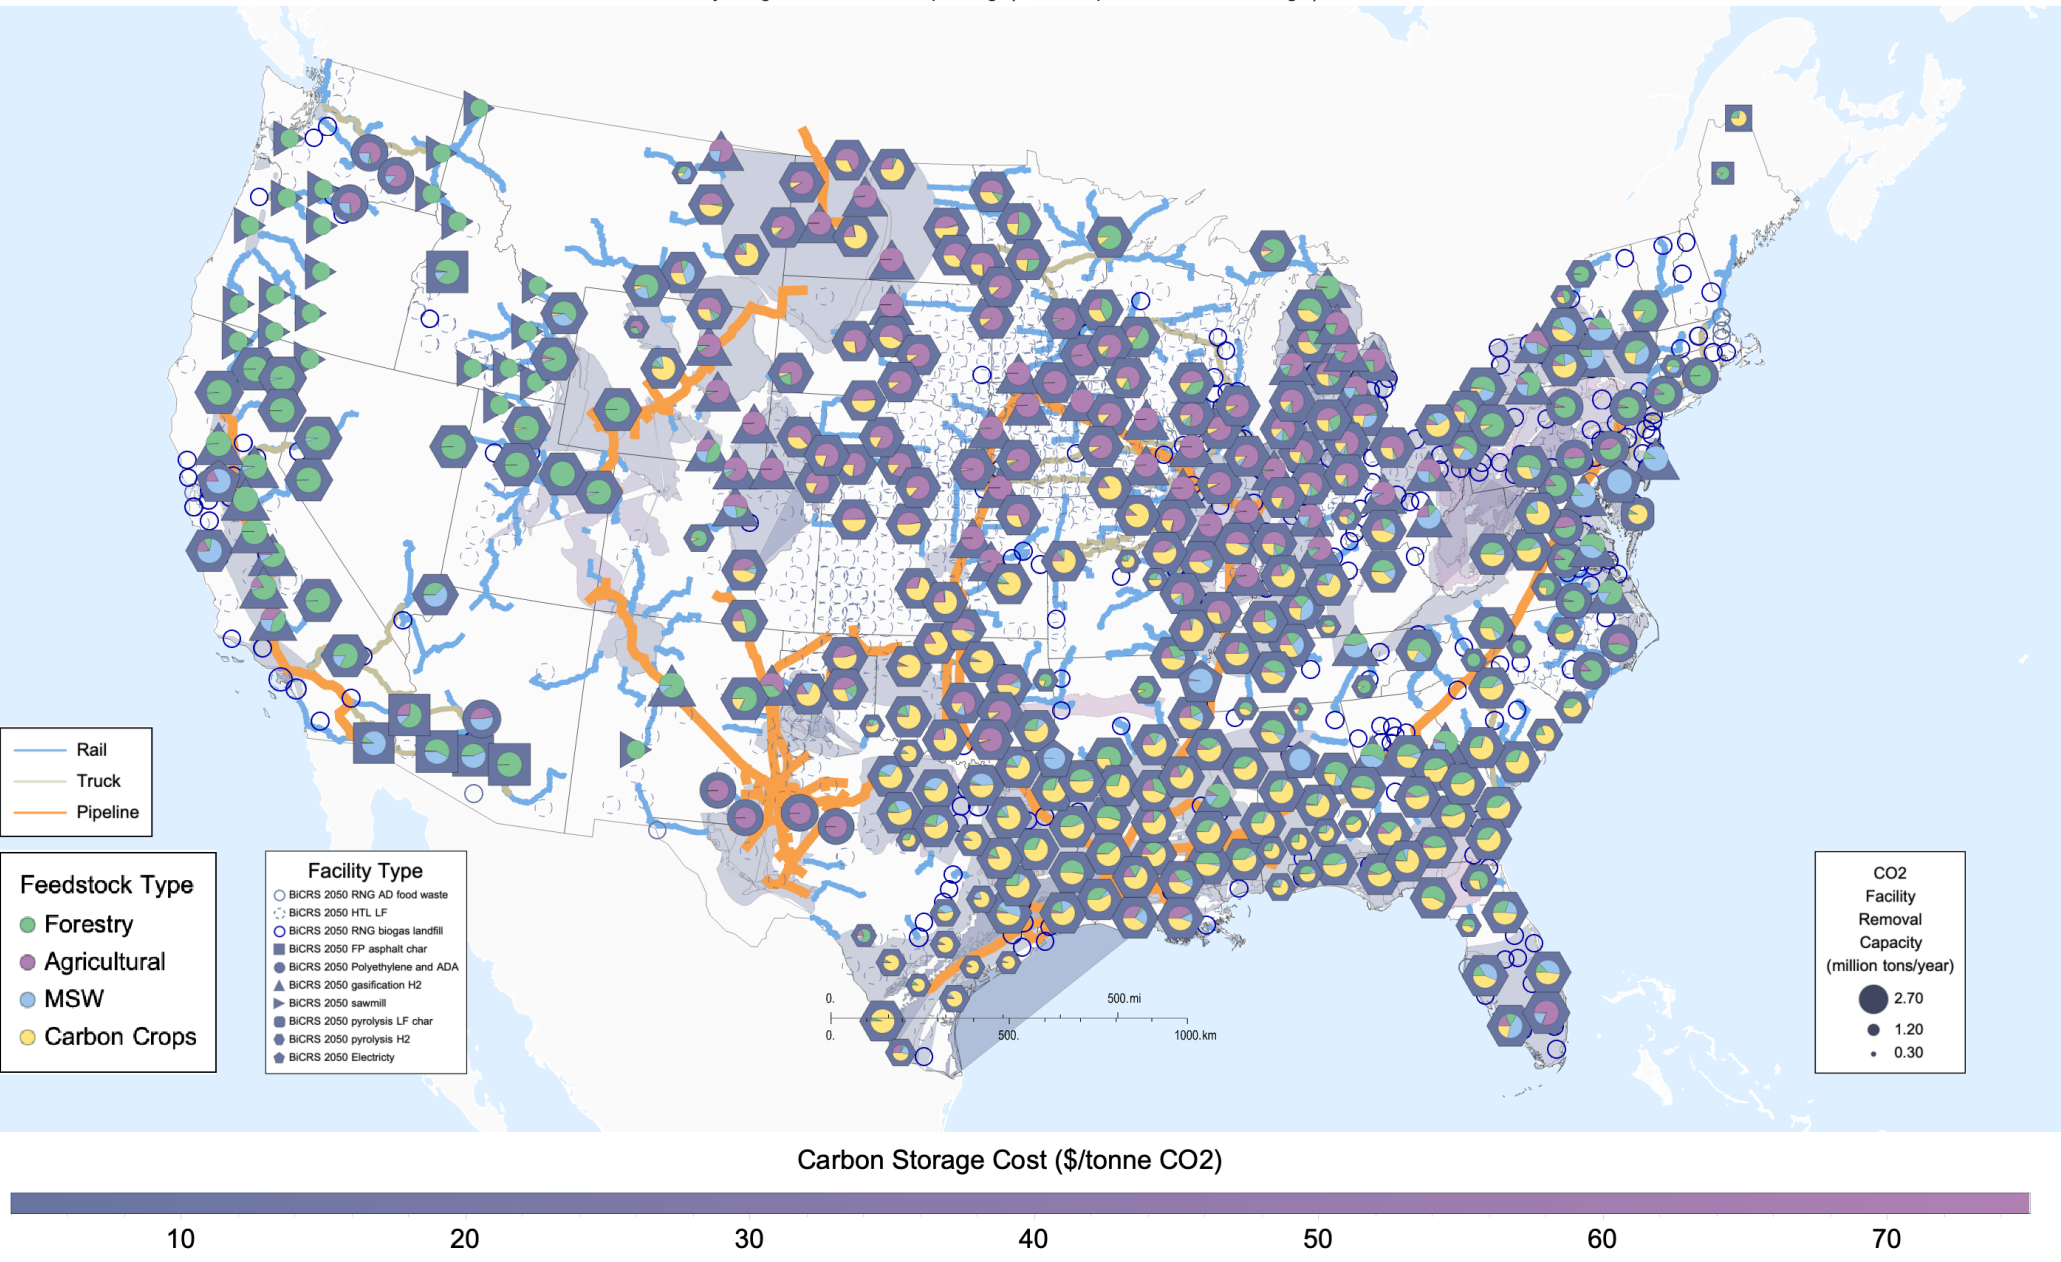 Rail
Truck
Pipeline
Feedstock Type
Forestry
Agricultural
MSW
Carbon Crops
Facility Type
BiCRS 2050 RNG AD food waste
BiCRS 2050 HTL LF
BiCRS 2050 RNG biogas landfill
BiCRS 2050 FP asphalt char
BiCRS 2050 Polyethylene and ADA
BiCRS 2050 gasification H2
BiCRS 2050 sawmill
BiCRS 2050 pyrolysis LF char
BiCRS 2050 pyrolysis H2
BiCRS 2050 Electricty
0. 500.mi
0. 500. 1000.km
CO2
Facility
Removal
Capacity
(million tons/year)
2.70
1.20
0.30
Carbon Storage Cost ($/tonne CO2)
10 20 30 40 50 60 70